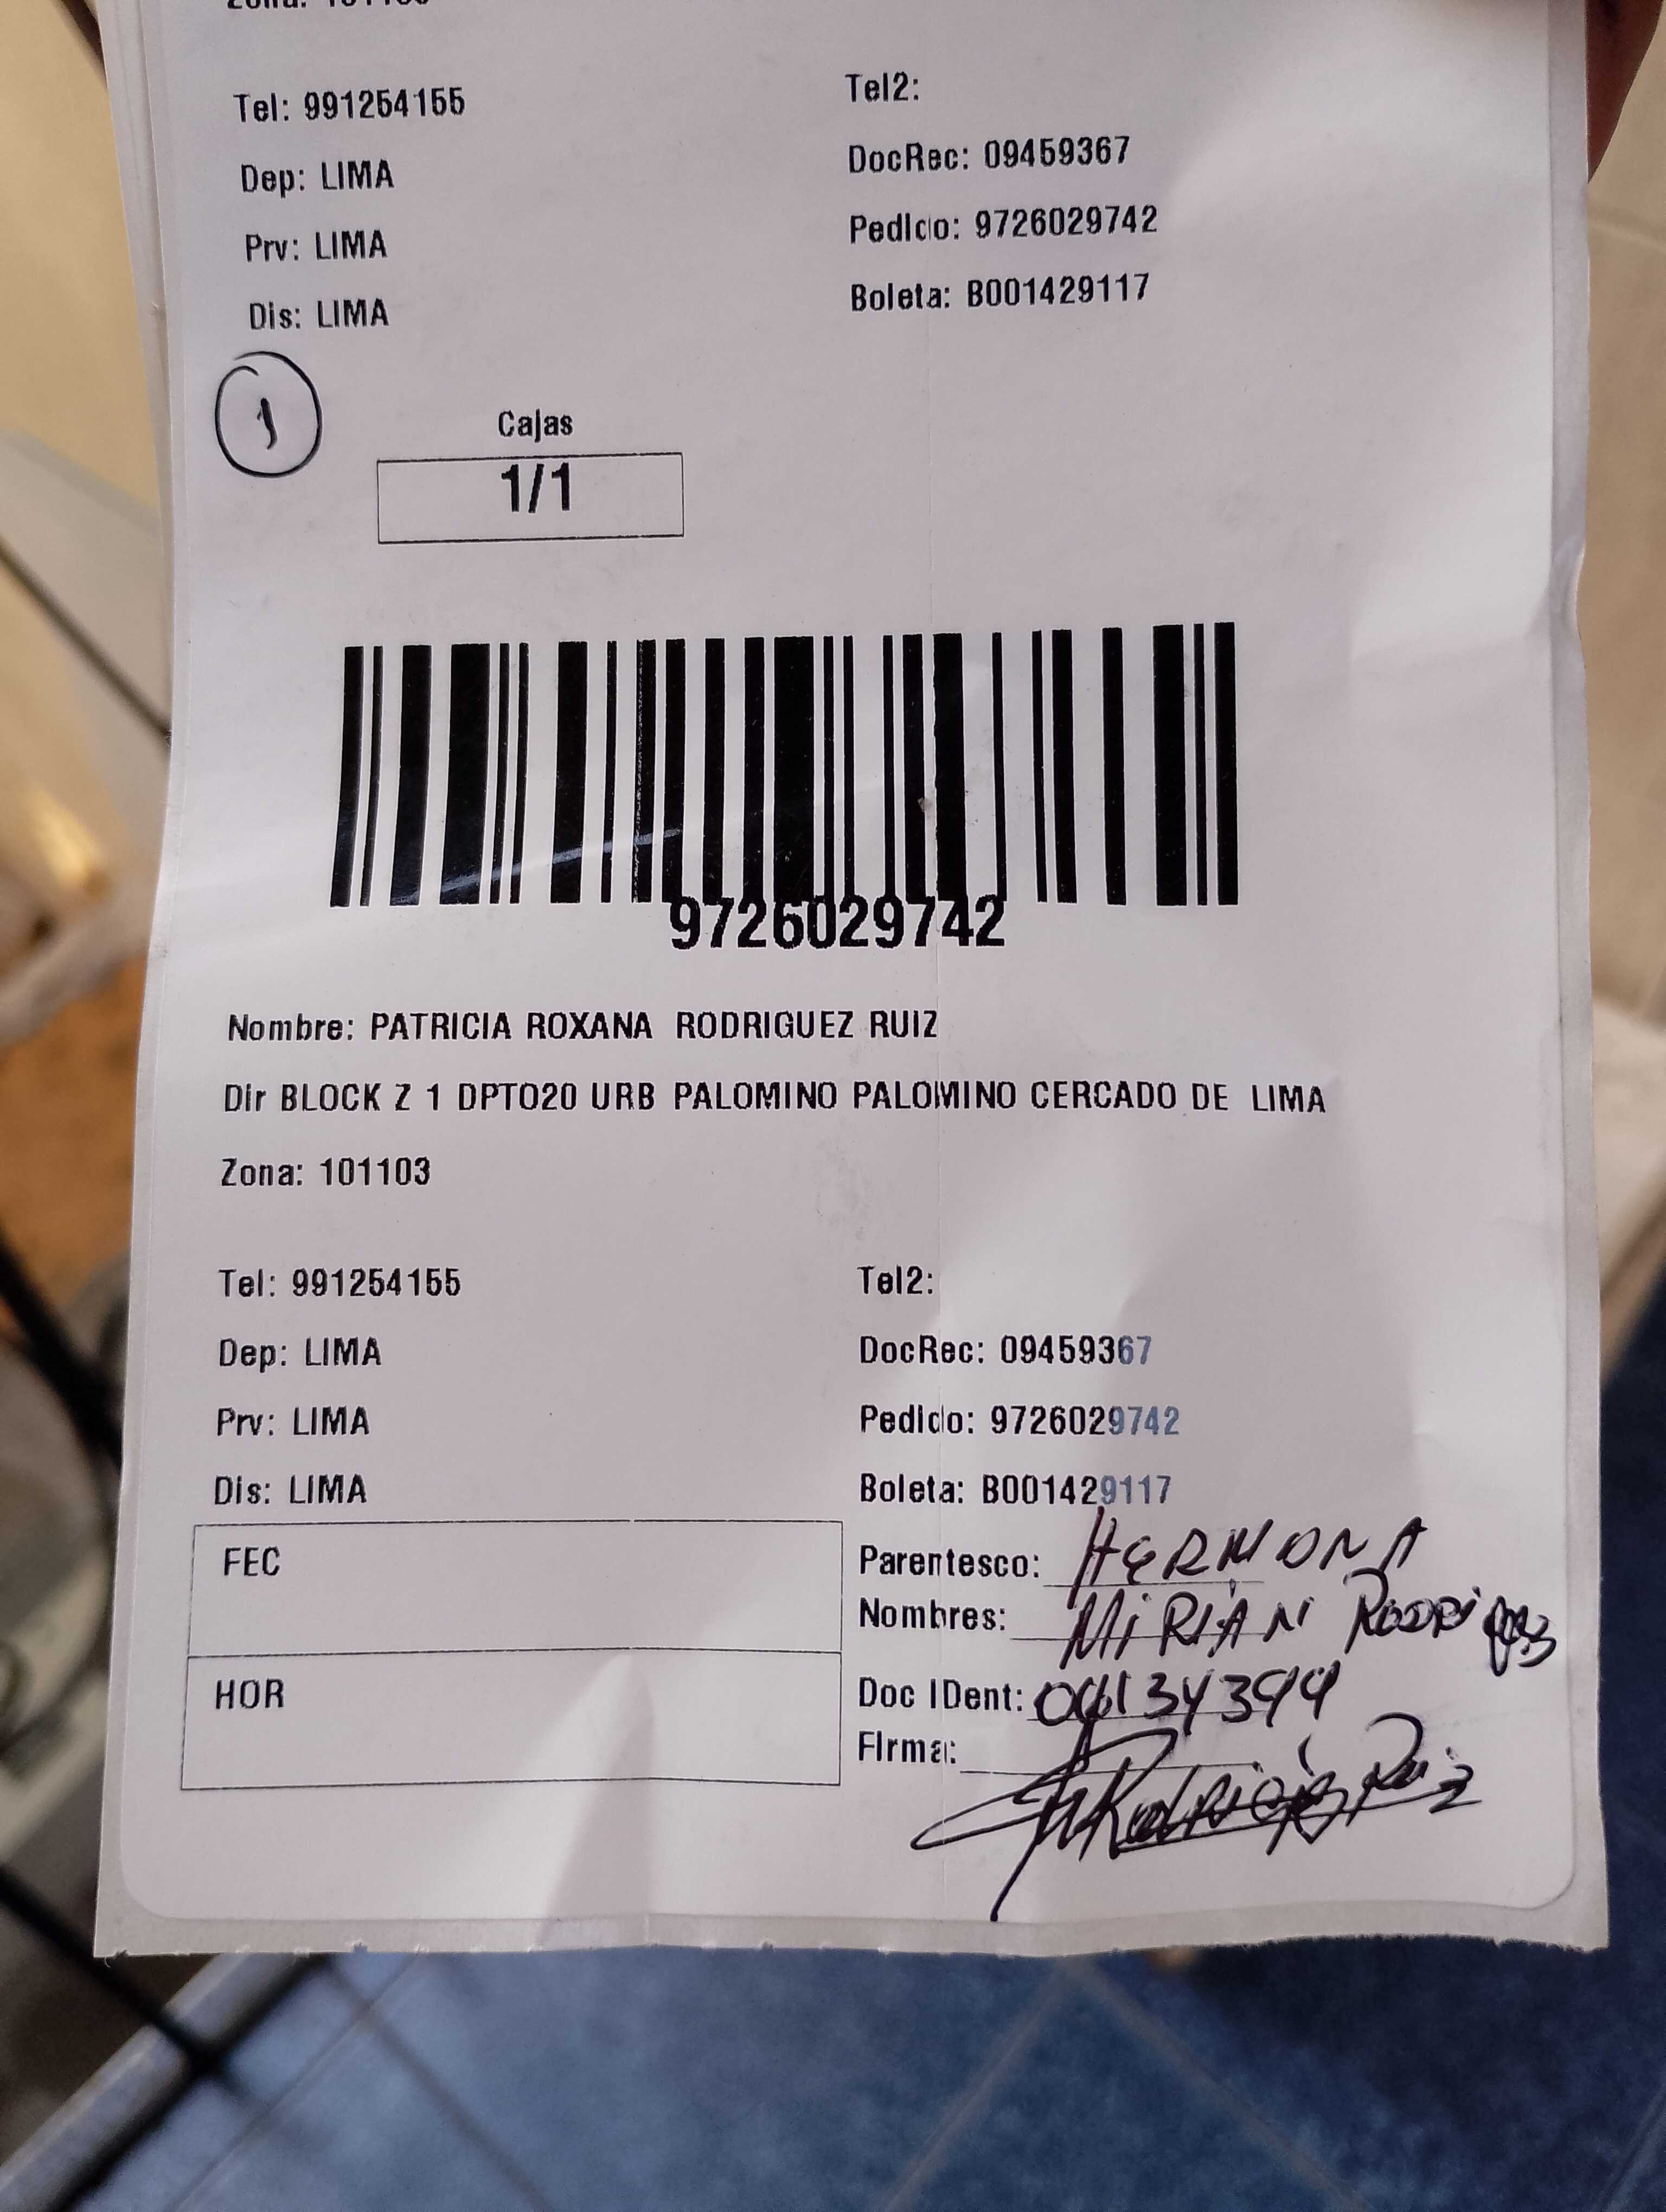 Tel: 991254155
Tel2:
Dep: LIMA
DocRec: 09459367
Prv: LIMA
Pedido: 9726029742
Dis: LIMA
Boleta: B001429117
1
Cajas
1/1
9726029742
Nombre: PATRICIA ROXANA RODRIGUEZ RUIZ
Dir BLOCK Z 1 DPTO20 URB PALOMINO PALOMINO CERCADO DE LIMA
Zona: 101103
Tel: 991254155
Tel2:
Dep: LIMA
DocRec: 09459367
Prv: LIMA
Pedido: 9726029742
Dis: LIMA
Boleta: B001429117
FEC
Parentesco: HERMANA
Nombres: MIRIAN RODRIGUEZ
HOR
Doc IDent:
Firma: Rodriguez Ruiz